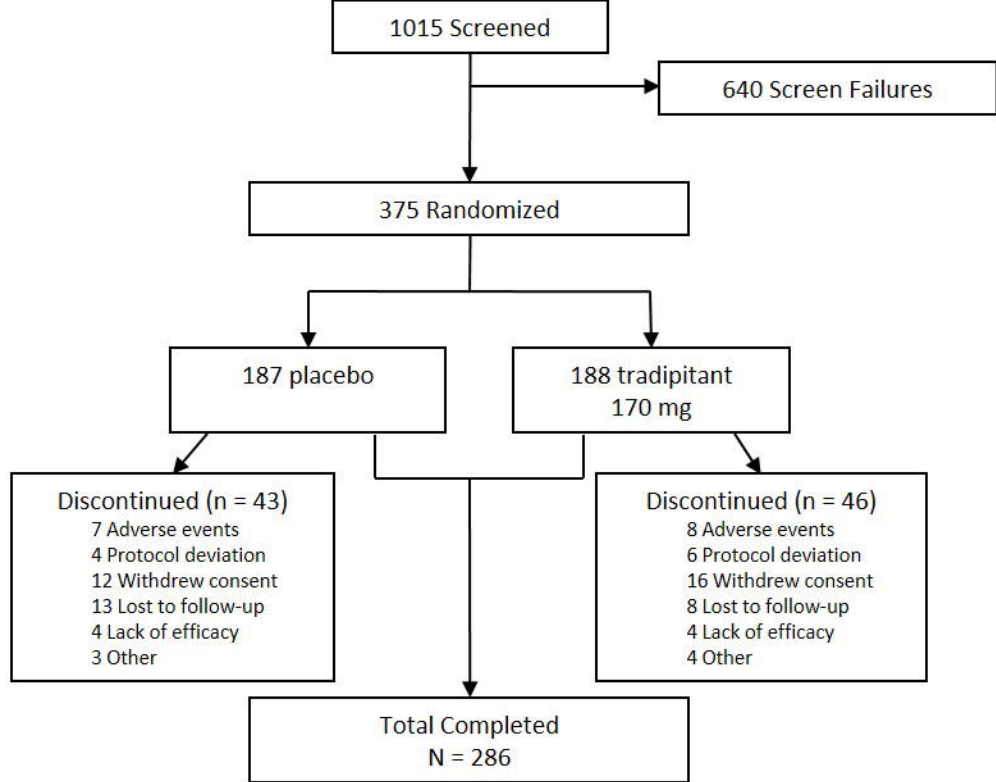 1015 Screened
640 Screen Failures
375 Randomized
187 placebo
188 tradipitant
170 mg
Discontinued (n = 43)
7 Adverse events
4 Protocol deviation
12 Withdrew consent
13 Lost to follow-up
4 Lack of efficacy
3 Other
Discontinued (n = 46)
8 Adverse events
6 Protocol deviation
16 Withdrew consent
8 Lost to follow-up
4 Lack of efficacy
4 Other
Total Completed
N = 286